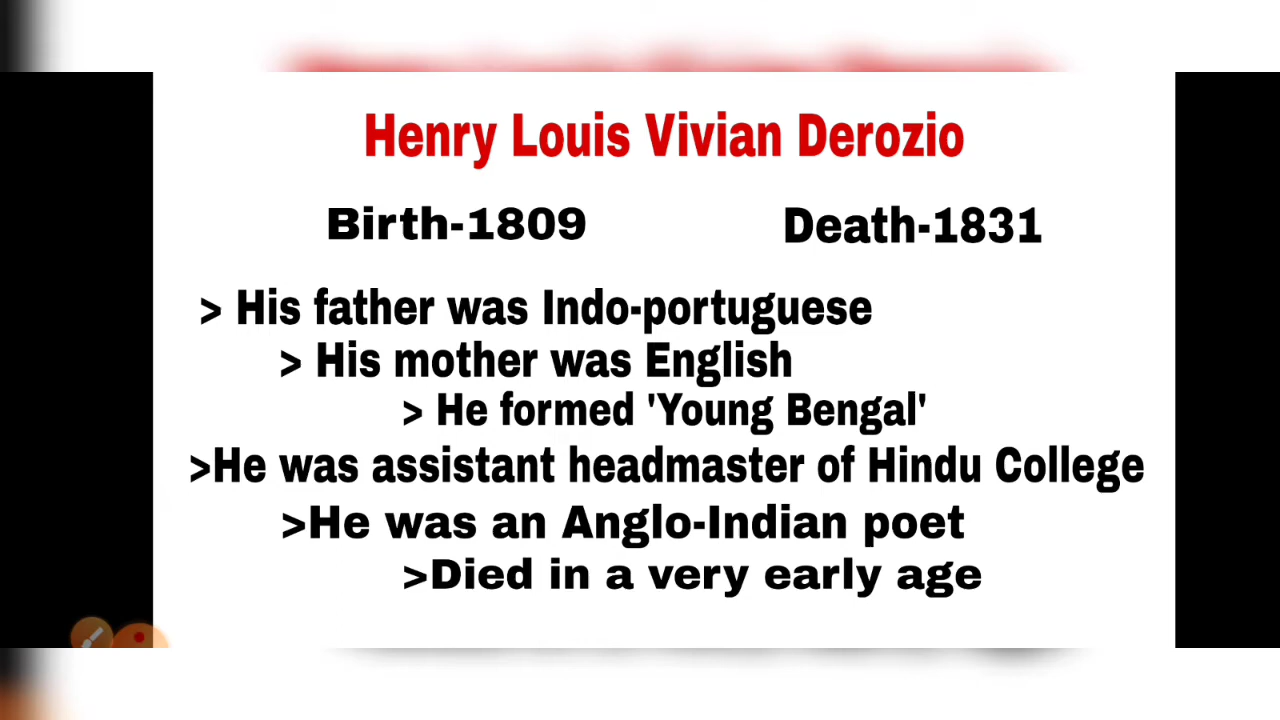 Henry Louis Vivian Derozio
Birth-1809 Death-1831
> His father was Indo-portuguese
> His mother was English
> He formed 'Young Bengal'
>He was assistant headmaster of Hindu College
>He was an Anglo-Indian poet
>Died in a very early age